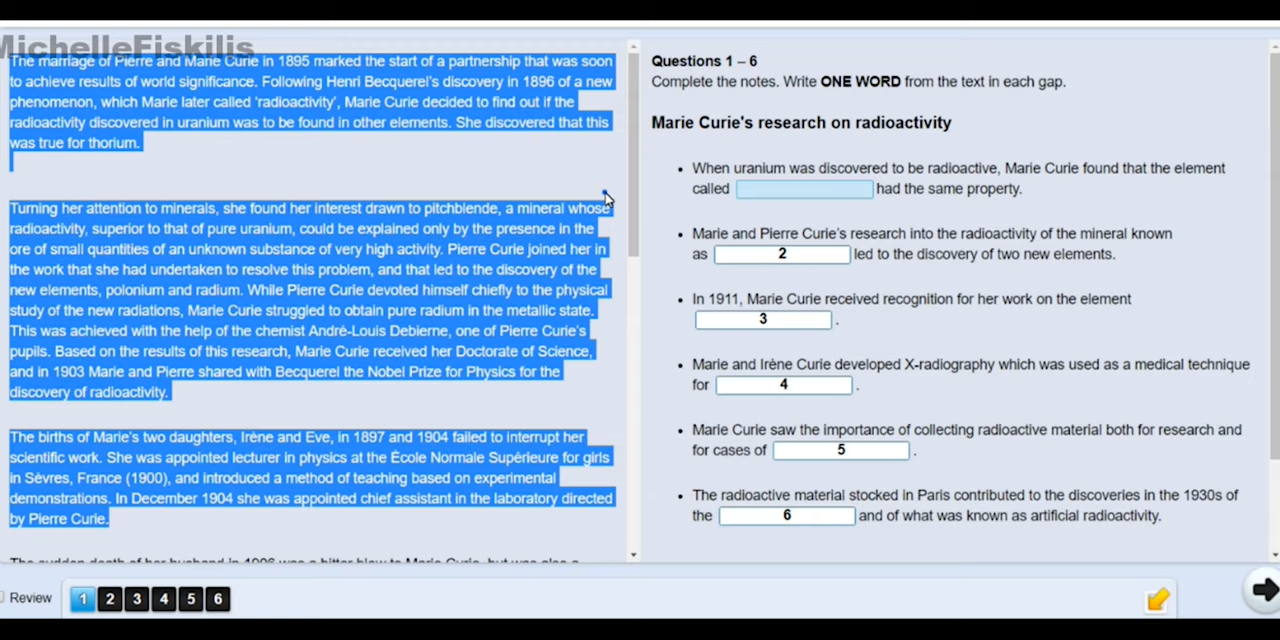 MichelleFiskilis
The marriage of Pierre and Marie Curie in 1895 marked the start of a partnership that was soon
to achieve results of world significance. Following Henri Becquerel's discovery in 1896 of a new
phenomenon, which Marie later called 'radioactivity', Marie Curie decided to find out if the
radioactivity discovered in uranium was to be found in other elements. She discovered that this
was true for thorium.
Turning her attention to minerals, she found her interest drawn to pitchblende, a mineral whose
radioactivity, superior to that of pure uranium, could be explained only by the presence in the
ore of small quantities of an unknown substance of very high activity. Pierre Curie joined her in
the work that she had undertaken to resolve this problem, and that led to the discovery of the
new elements, polonium and radium. While Pierre Curie devoted himself chiefly to the physical
study of the new radiations, Marie Curie struggled to obtain pure radium in the metallic state.
This was achieved with the help of the chemist André-Louis Debierne, one of Pierre Curie's
pupils. Based on the results of this research, Marie Curie received her Doctorate of Science,
and in 1903 Marie and Pierre shared with Becquerel the Nobel Prize for Physics for the
discovery of radioactivity.
The births of Marie's two daughters, Irène and Eve, in 1897 and 1904 failed to interrupt her
scientific work. She was appointed lecturer in physics at the École Normale Supérieure for girls
in Sèvres, France (1900), and introduced a method of teaching based on experimental
demonstrations. In December 1904 she was appointed chief assistant in the laboratory directed
by Pierre Curie.
The sudden death of her husband in 1906 was a bitter blow to Marie Curie, but was also a
Questions 1 – 6
Complete the notes. Write ONE WORD from the text in each gap.
Marie Curie's research on radioactivity
• When uranium was discovered to be radioactive, Marie Curie found that the element
called had the same property.
• Marie and Pierre Curie's research into the radioactivity of the mineral known
as 2 led to the discovery of two new elements.
• In 1911, Marie Curie received recognition for her work on the element
3 .
• Marie and Irène Curie developed X-radiography which was used as a medical technique
for 4 .
• Marie Curie saw the importance of collecting radioactive material both for research and
for cases of 5 .
• The radioactive material stocked in Paris contributed to the discoveries in the 1930s of
the 6 and of what was known as artificial radioactivity.
Review 1 2 3 4 5 6